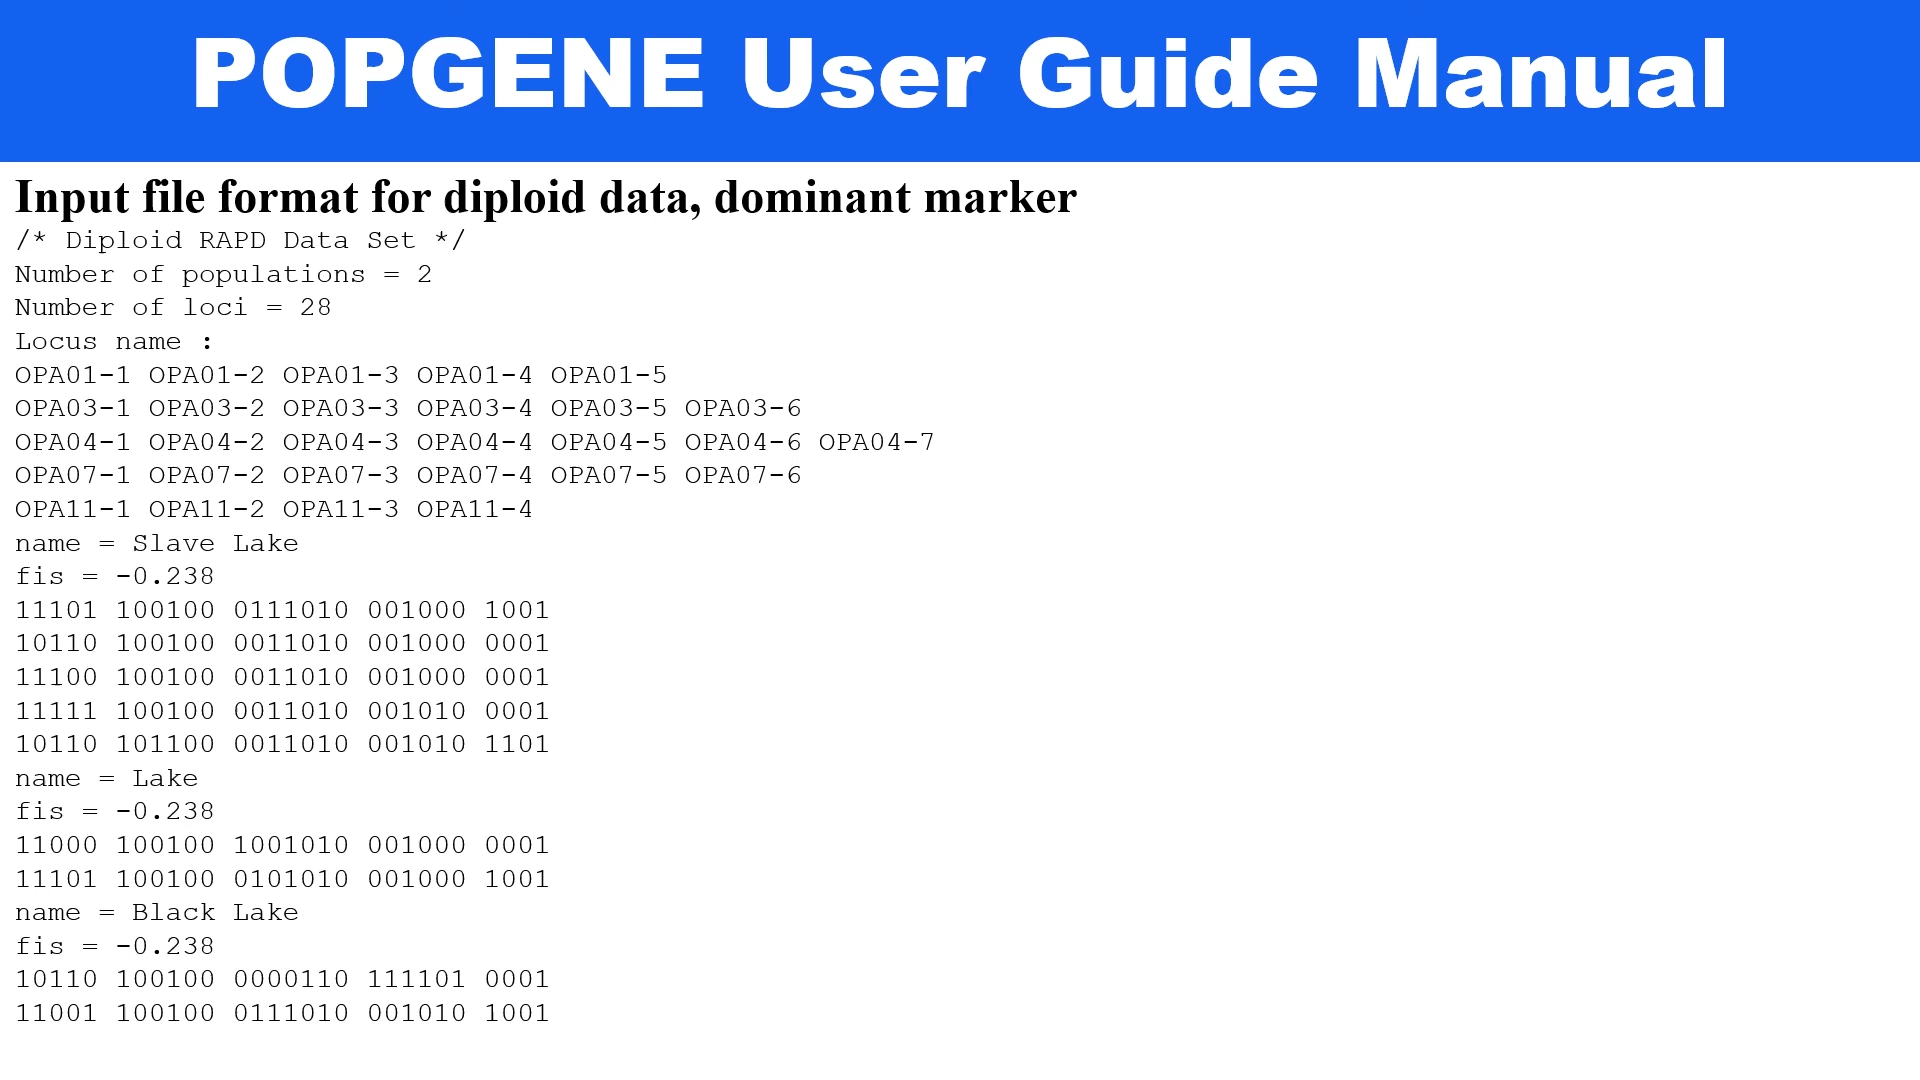 POPGENE User Guide Manual
Input file format for diploid data, dominant marker
/* Diploid RAPD Data Set */
Number of populations = 2
Number of loci = 28
Locus name :
OPA01-1 OPA01-2 OPA01-3 OPA01-4 OPA01-5
OPA03-1 OPA03-2 OPA03-3 OPA03-4 OPA03-5 OPA03-6
OPA04-1 OPA04-2 OPA04-3 OPA04-4 OPA04-5 OPA04-6 OPA04-7
OPA07-1 OPA07-2 OPA07-3 OPA07-4 OPA07-5 OPA07-6
OPA11-1 OPA11-2 OPA11-3 OPA11-4
name = Slave Lake
fis = -0.238
11101 100100 0111010 001000 1001
10110 100100 0011010 001000 0001
11100 100100 0011010 001000 0001
11111 100100 0011010 001010 0001
10110 101100 0011010 001010 1101
name = Lake
fis = -0.238
11000 100100 1001010 001000 0001
11101 100100 0101010 001000 1001
name = Black Lake
fis = -0.238
10110 100100 0000110 111101 0001
11001 100100 0111010 001010 1001